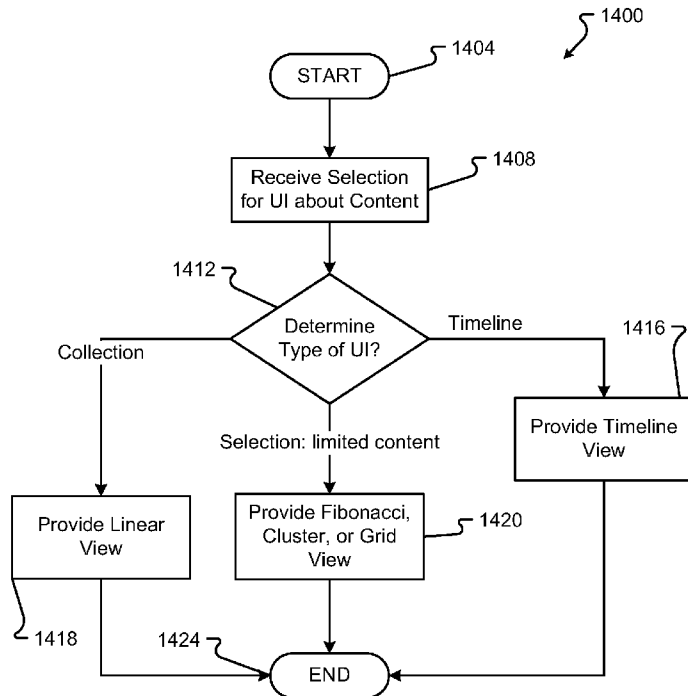 1400
1404
START
1408
Receive Selection
for UI about Content
1412
Determine
Type of UI?
Timeline
1416
Collection
Provide Timeline
View
Selection: limited content
Provide Linear
View
Provide Fibonacci,
Cluster, or Grid
View
1420
1418
1424
END